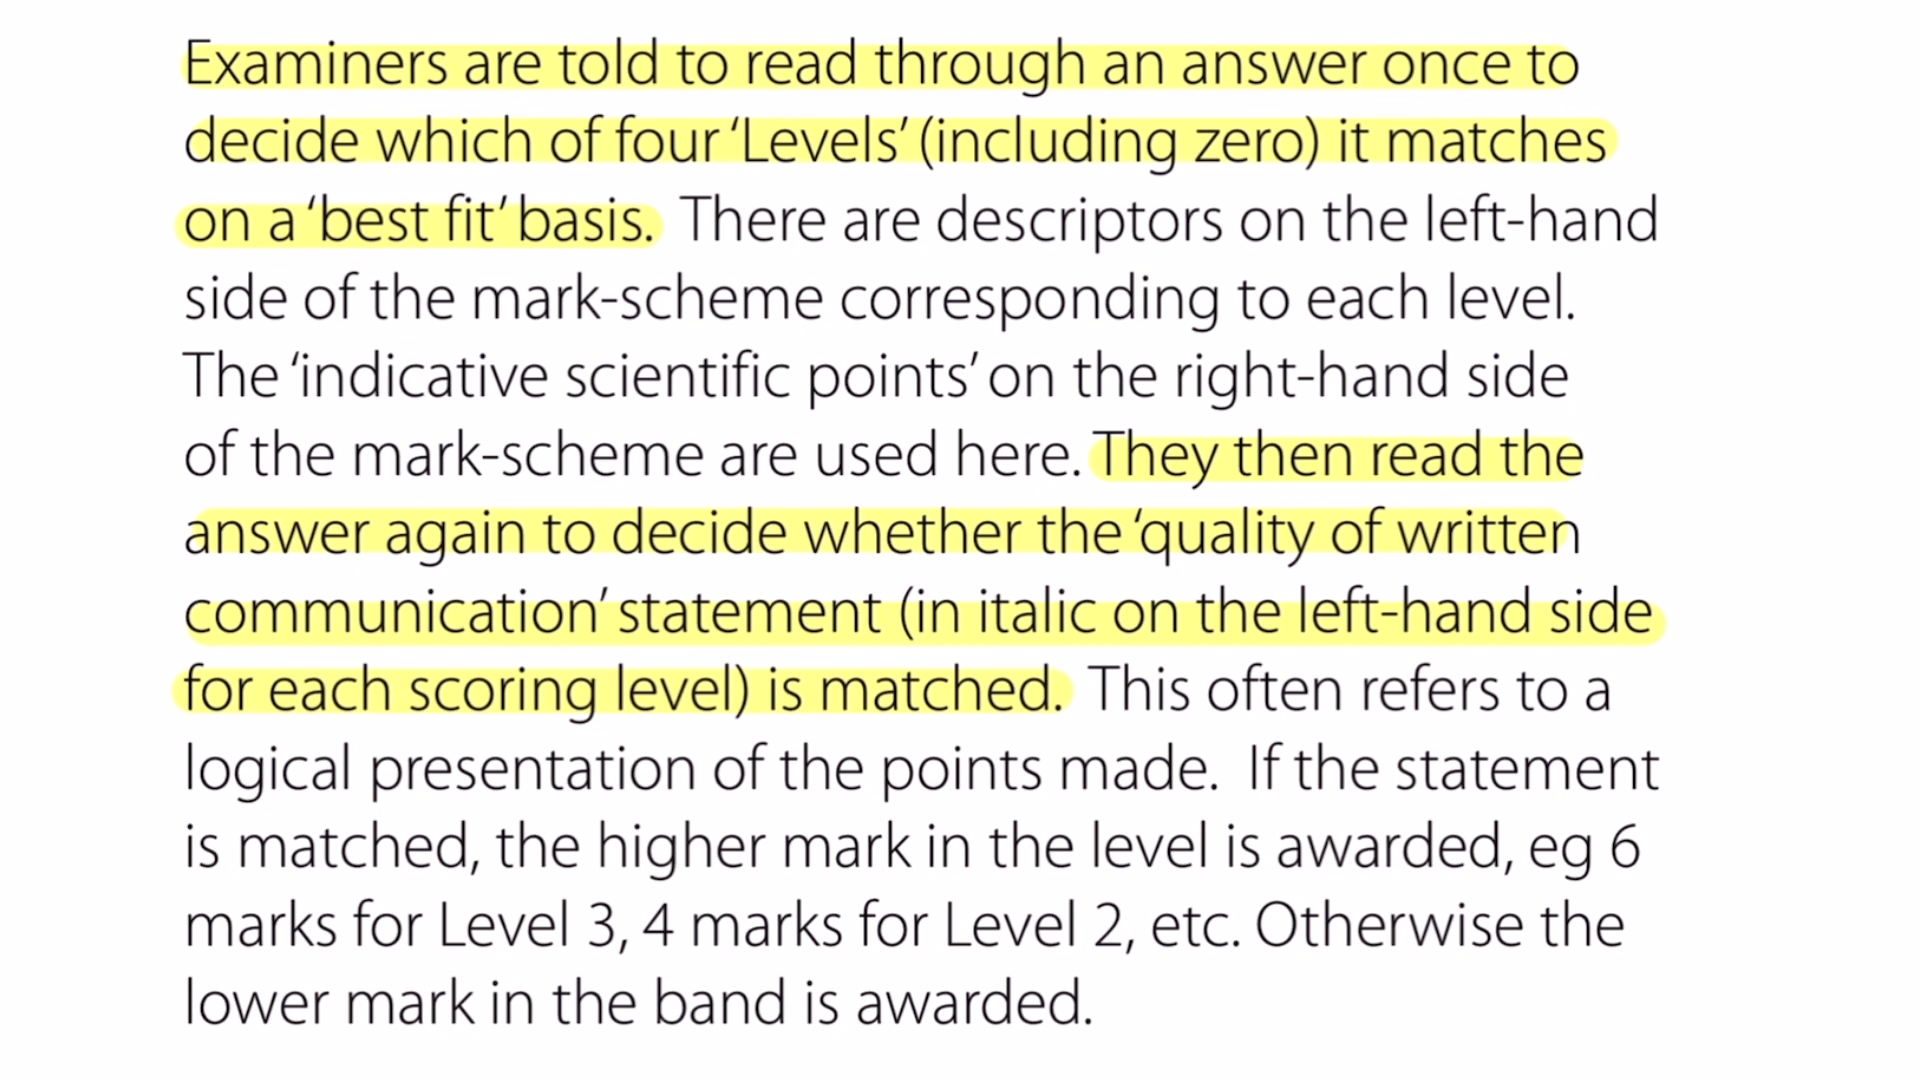 Examiners are told to read through an answer once to
decide which of four ‘Levels’ (including zero) it matches
on a ‘best fit’ basis. There are descriptors on the left-hand
side of the mark-scheme corresponding to each level.
The ‘indicative scientific points’ on the right-hand side
of the mark-scheme are used here. They then read the
answer again to decide whether the ‘quality of written
communication’ statement (in italic on the left-hand side
for each scoring level) is matched. This often refers to a
logical presentation of the points made. If the statement
is matched, the higher mark in the level is awarded, eg 6
marks for Level 3, 4 marks for Level 2, etc. Otherwise the
lower mark in the band is awarded.